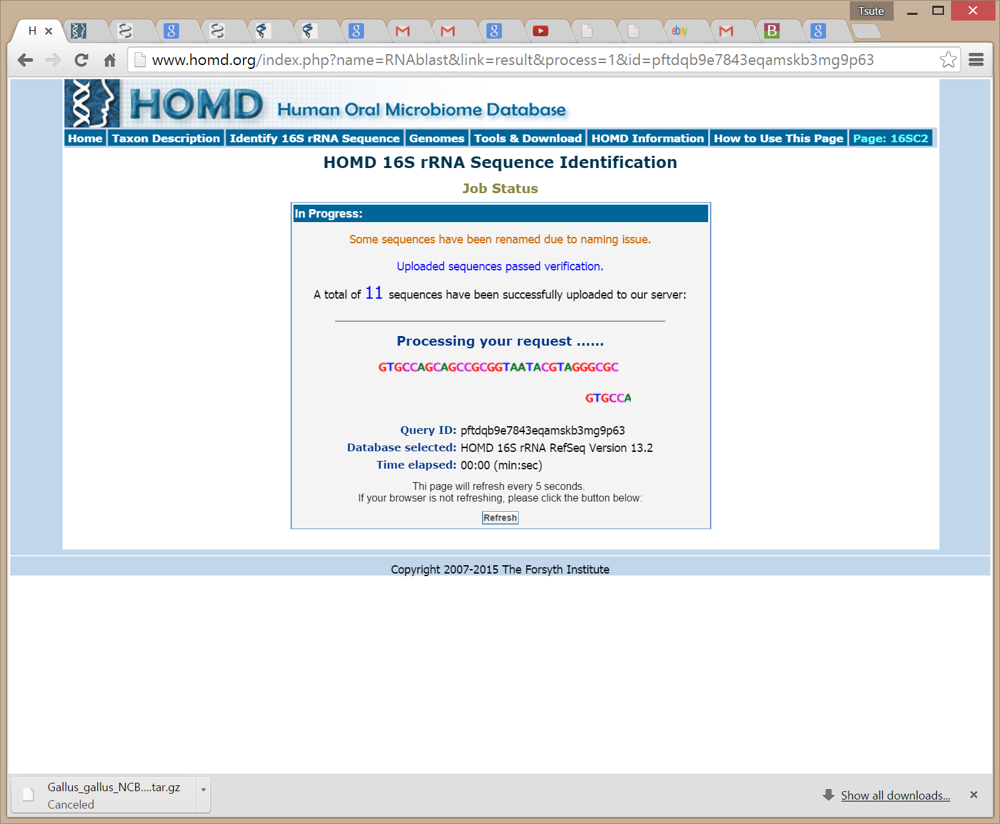 Tsute
H
ebay
B
www.homd.org/index.php?name=RNAblast&link=result&process=1&id=pftdqb9e7843eqamskb3mg9p63
HOMD Human Oral Microbiome Database
Home Taxon Description Identify 16S rRNA Sequence Genomes Tools & Download HOMD Information How to Use This Page Page: 16SC2
HOMD 16S rRNA Sequence Identification
Job Status
In Progress:
Some sequences have been renamed due to naming issue.
Uploaded sequences passed verification.
A total of 11 sequences have been successfully uploaded to our server:
Processing your request ......
GTGCCAGCAGCCGCGGTAATACGTAGGGCGC
GTGCCA
Query ID: pftdqb9e7843eqamskb3mg9p63
Database selected: HOMD 16S rRNA RefSeq Version 13.2
Time elapsed: 00:00 (min:sec)
Thi page will refresh every 5 seconds.
If your browser is not refreshing, please click the button below:
Refresh
Copyright 2007-2015 The Forsyth Institute
Gallus_gallus_NCB....tar.gz
Canceled
Show all downloads...